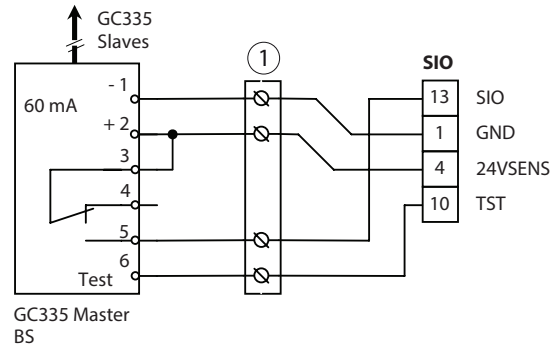 GC335
Slaves
1
SIO
60 mA
- 1
+ 2
3
4
5
6
Test
13 SIO
1 GND
4 24VSENS
10 TST
GC335 Master
BS